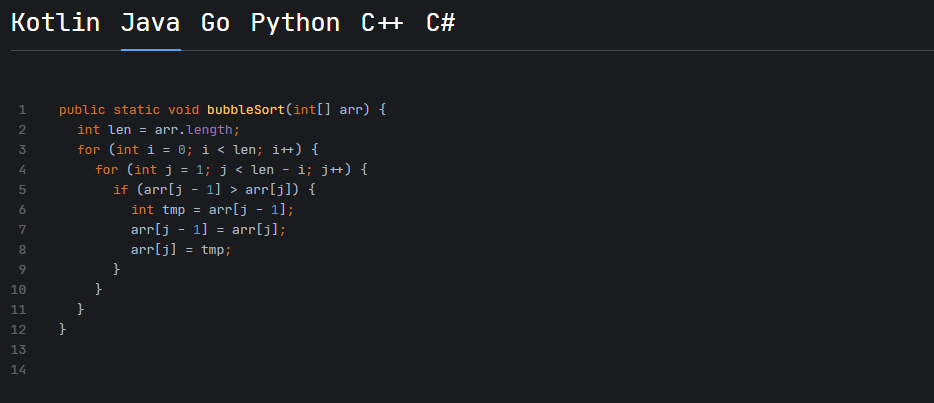 Kotlin Java Go Python C++ C#
1 public static void bubbleSort(int[] arr) {
2 int len = arr.length;
3 for (int i = 0; i < len; i++) {
4 for (int j = 1; j < len - i; j++) {
5 if (arr[j - 1] > arr[j]) {
6 int tmp = arr[j - 1];
7 arr[j - 1] = arr[j];
8 arr[j] = tmp;
9 }
10 }
11 }
12 }
13
14